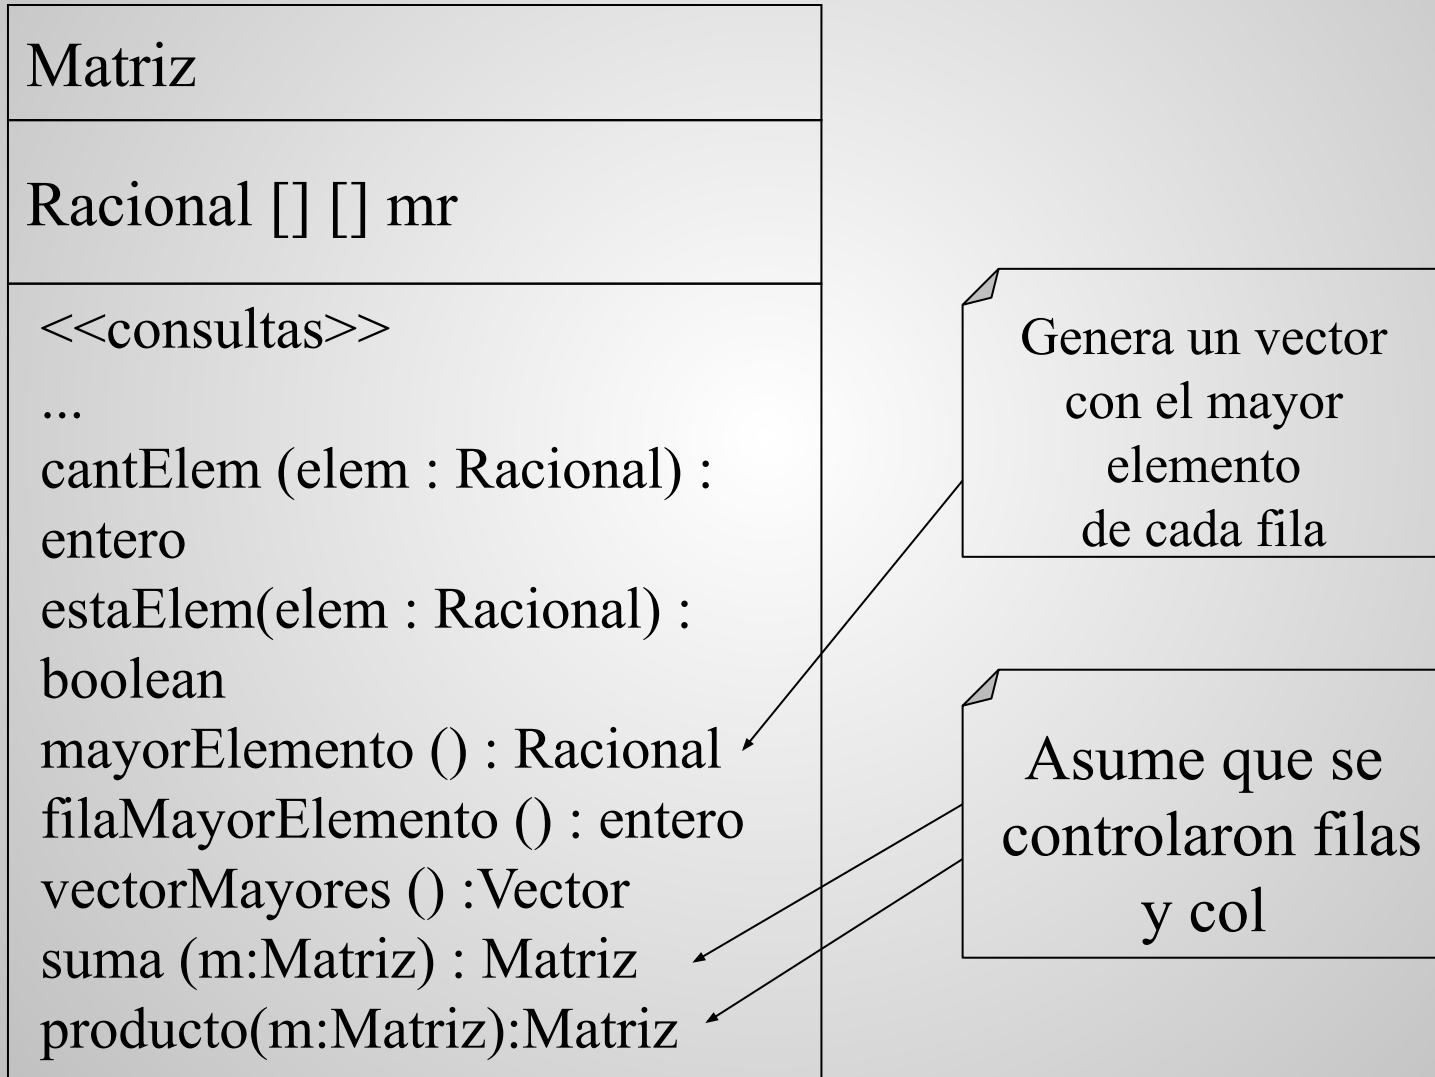 Matriz
Racional [] [] mr
<<consultas>>
...
cantElem (elem : Racional) :
entero
estaElem(elem : Racional) :
boolean
mayorElemento () : Racional
filaMayorElemento () : entero
vectorMayores () :Vector
suma (m:Matriz) : Matriz
producto(m:Matriz):Matriz
Genera un vector
con el mayor
elemento
de cada fila
Asume que se
controlaron filas
y col